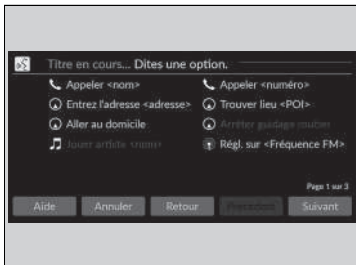 Titre en cours... Dites une option.
Appeler <nom>
Appeler <numéro>
Entrez l'adresse <adresse>
Trouver lieu <POI>
Aller au domicile
Arrêter guidage routier
Jouer artiste <nom>
Régl. sur <Fréquence FM>
Page 1 sur 3
Aide
Annuler
Retour
Précédent
Suivant